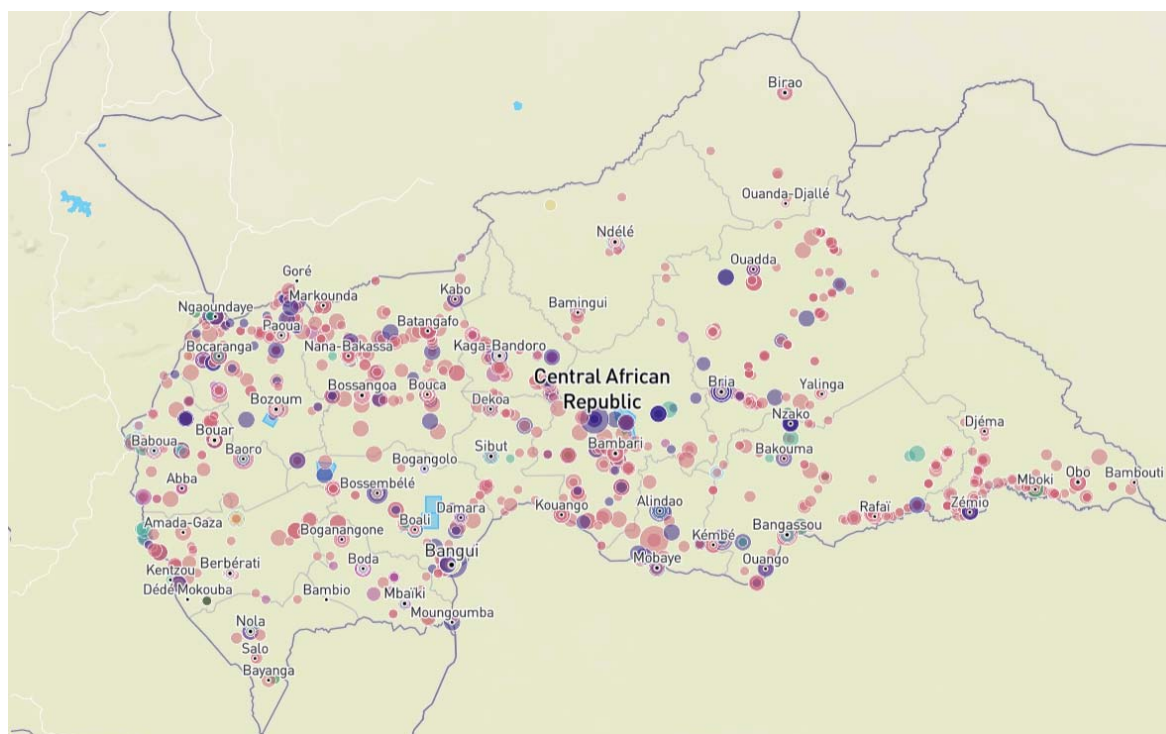 Birao
Ouanda-Djallé
Ndélé
Ouadda
Goré
Markounda
Kabo
Ngaoundaye
Bamingui
Paoua
Batangafo
Bocaranga
Nana-Bakassa
Kaga-Bandoro
Central African
Republic
Bossangoa
Bouca
Bria
Yalinga
Bozoum
Dekoa
Nzako
Djéma
Bouar
Baboua
Baoro
Sibut
Bambari
Bakouma
Bogangolo
Abba
Bossembélé
Mboki
Obo
Bambouti
Kouango
Alindao
Rafaï
Zémio
Amada-Gaza
Boganangone
Boali
Damara
Kémbé
Bangassou
Bangui
Mobaye
Ouango
Kentzou
Berbérati
Boda
Dédé Mokouba
Bambio
Mbaïki
Moungoumba
Nola
Salo
Bayanga